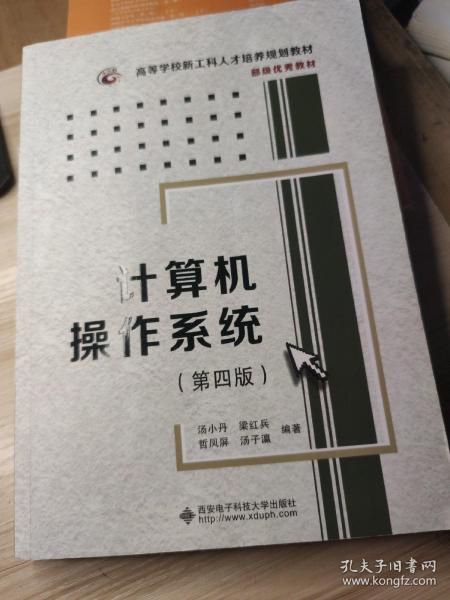 高等学校新工科人才培养规划教材
部级优秀教材
计算机
操作系统
(第四版)
汤小丹 梁红兵
哲凤屏 汤子瀛 编著
西安电子科技大学出版社
http://www.xduph.com
孔夫子旧书网
www.kongfz.com